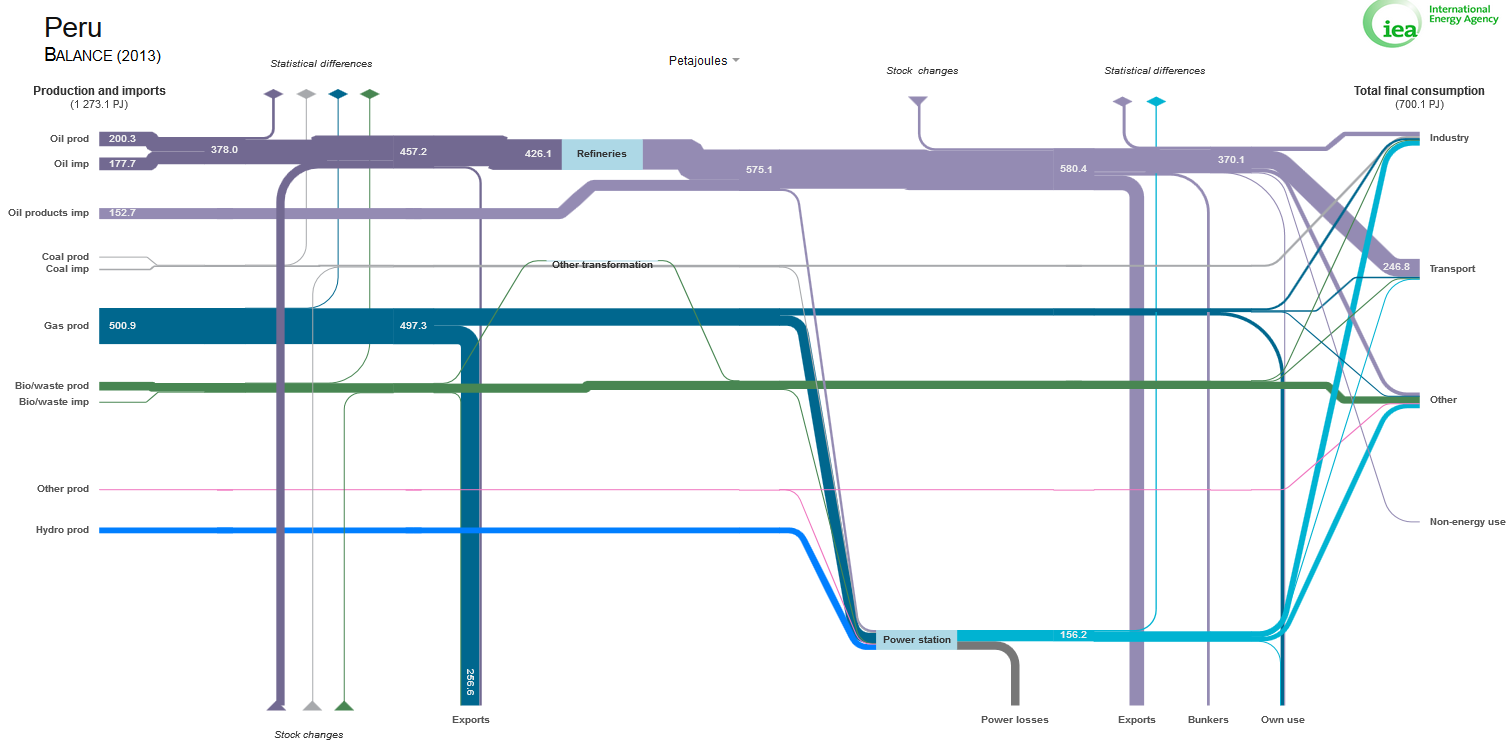 Peru
BALANCE (2013)
iea
International
Energy Agency
Petajoules
Statistical differences
Stock changes
Statistical differences
Production and imports
(1 273.1 PJ)
Total final consumption
(700.1 PJ)
Oil prod
200.3
378.0
457.2
426.1
Refineries
575.1
580.4
370.1
Industry
Oil imp
177.7
Oil products imp
152.7
Coal prod
Coal imp
Other transformation
246.8
Transport
Gas prod
500.9
497.3
Bio/waste prod
Bio/waste imp
Other
Other prod
Hydro prod
Non-energy use
Power station
156.2
256.6
Exports
Power losses
Exports
Bunkers
Own use
Stock changes